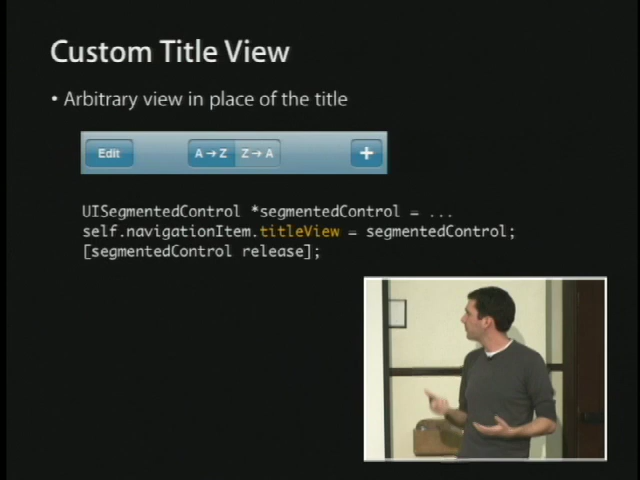 Custom Title View
• Arbitrary view in place of the title
Edit A→Z Z→A +
UISegmentedControl *segmentedControl = ...
self.navigationItem.titleView = segmentedControl;
[segmentedControl release];